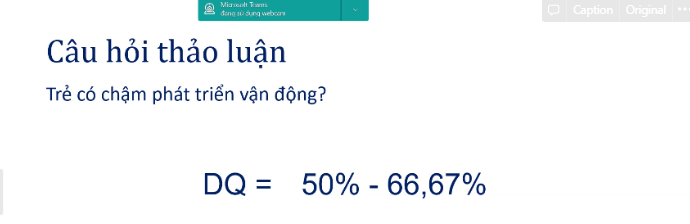 Microsoft Teams
đang sử dụng webcam
Caption Original
Câu hỏi thảo luận
Trẻ có chậm phát triển vận động?
DQ = 50% - 66,67%